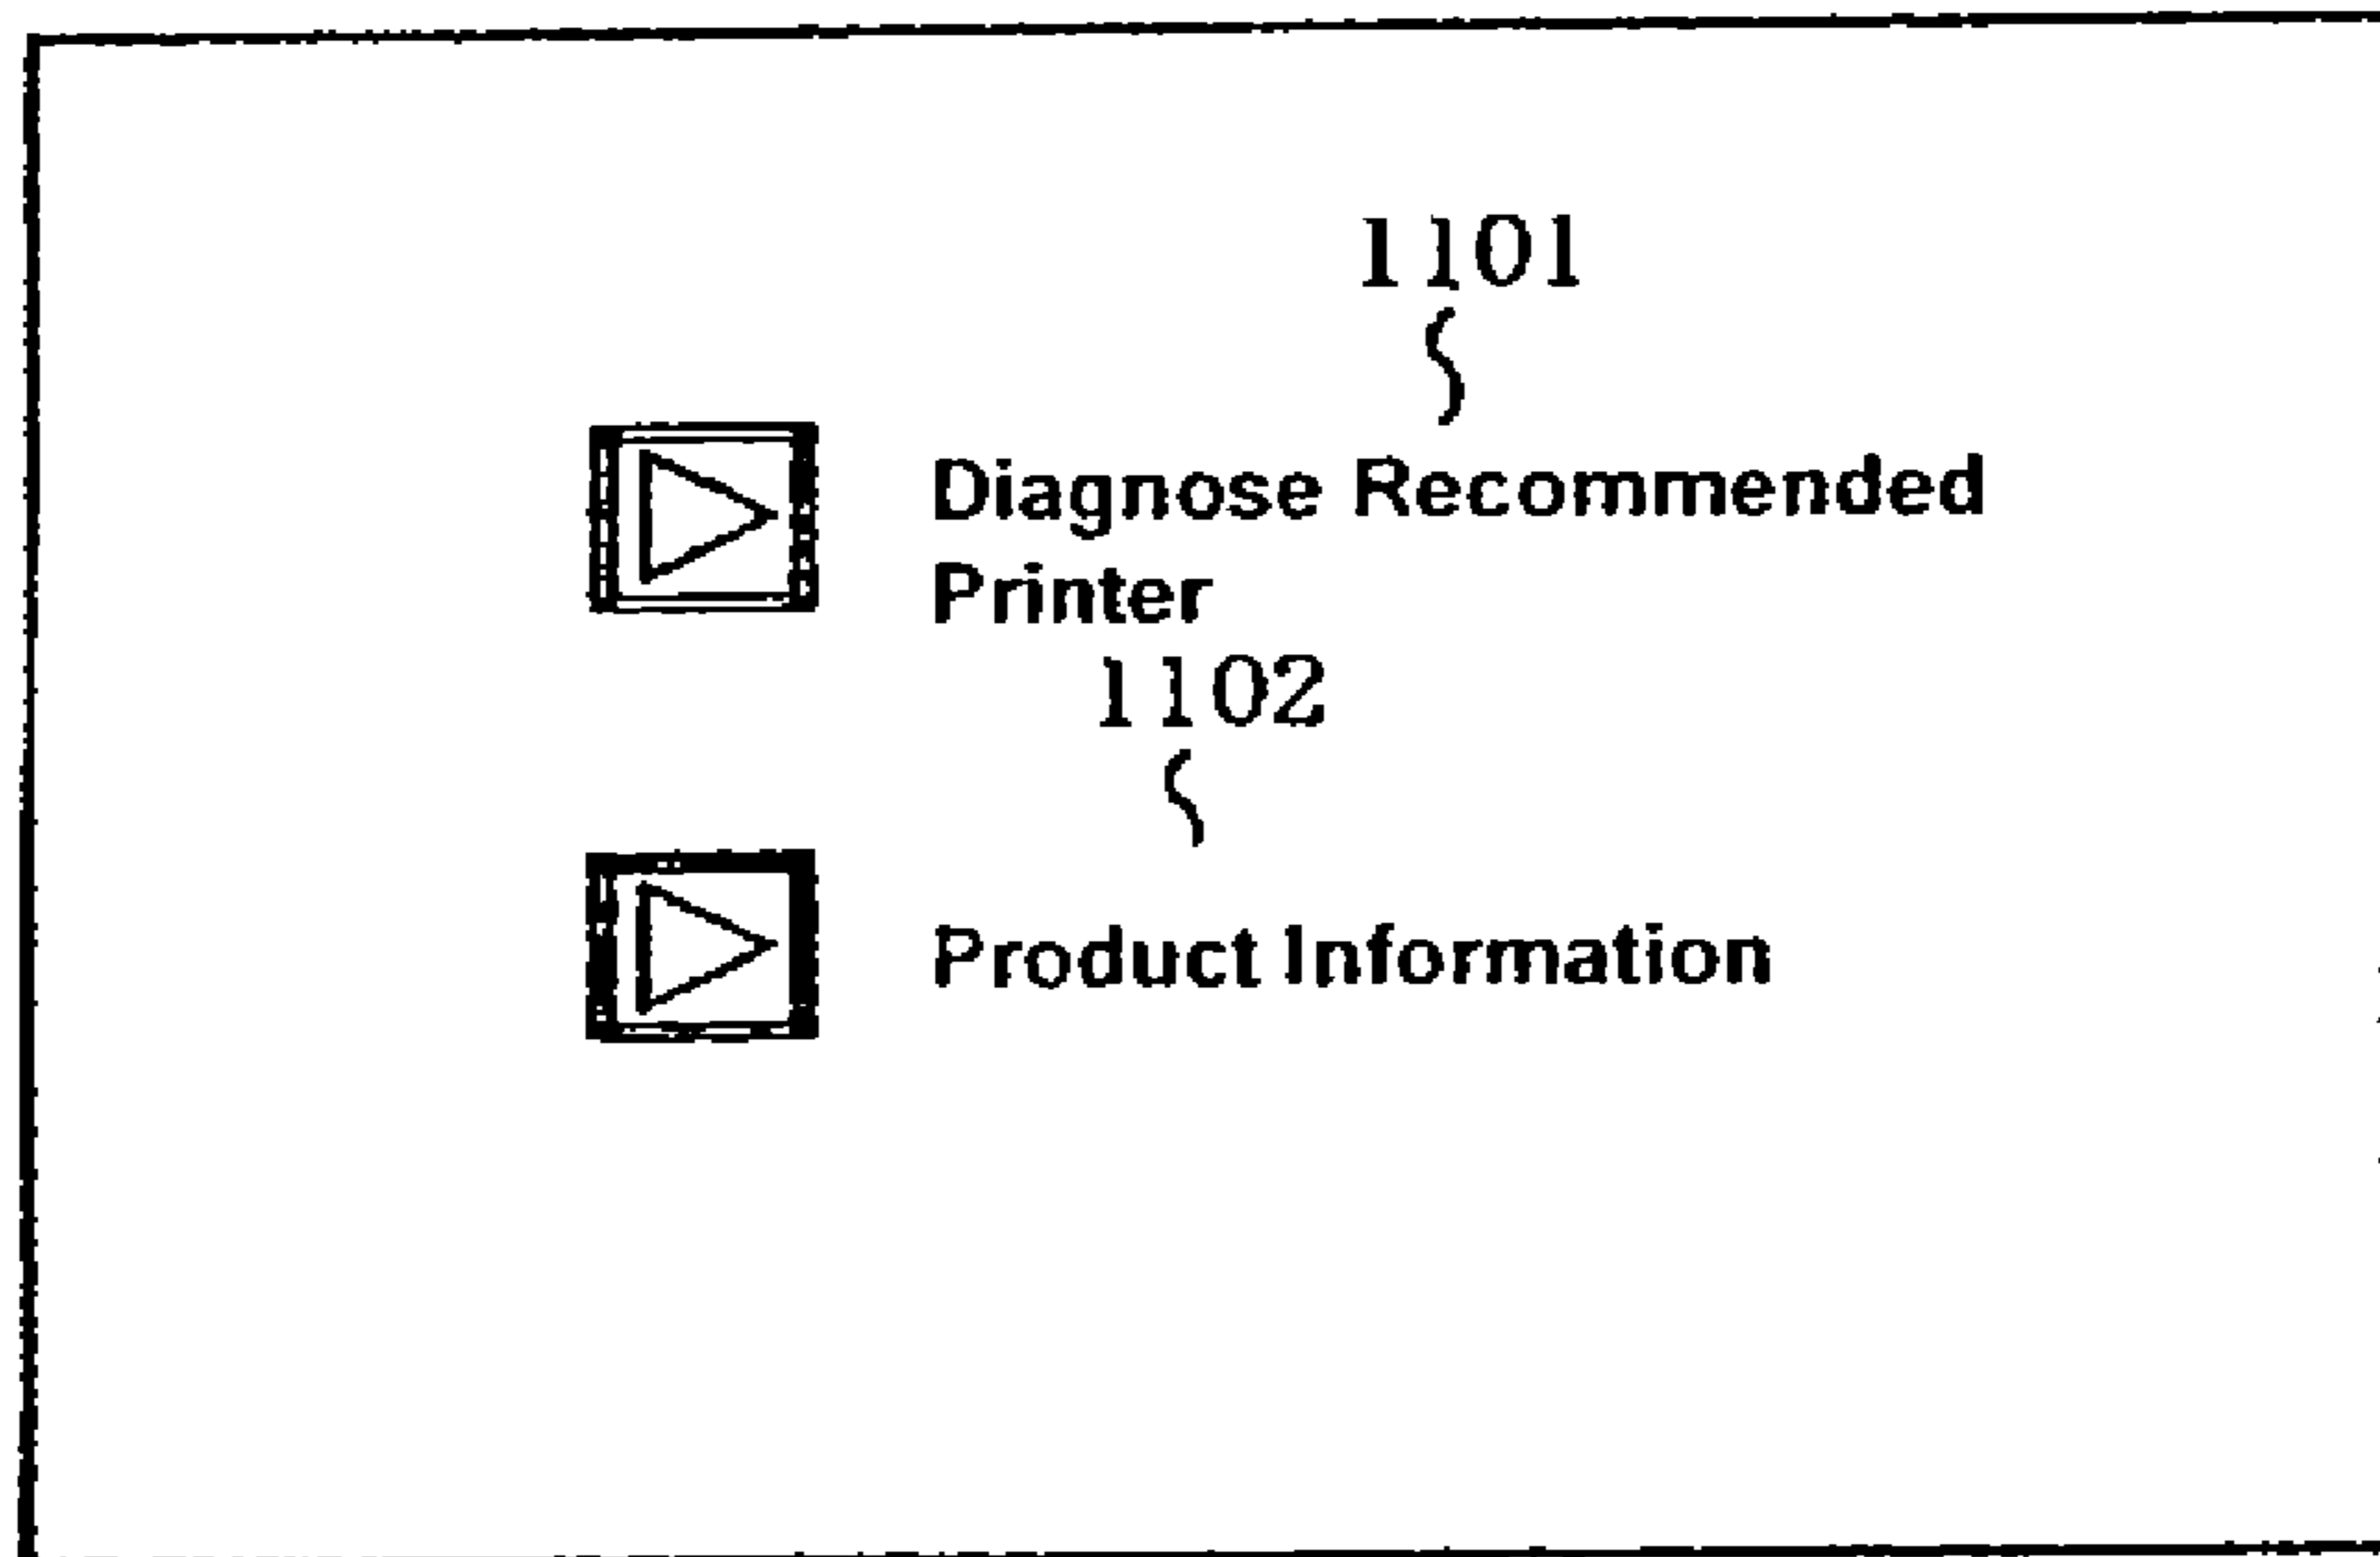 1101
Diagnose Recommended
Printer
1102
Product Information